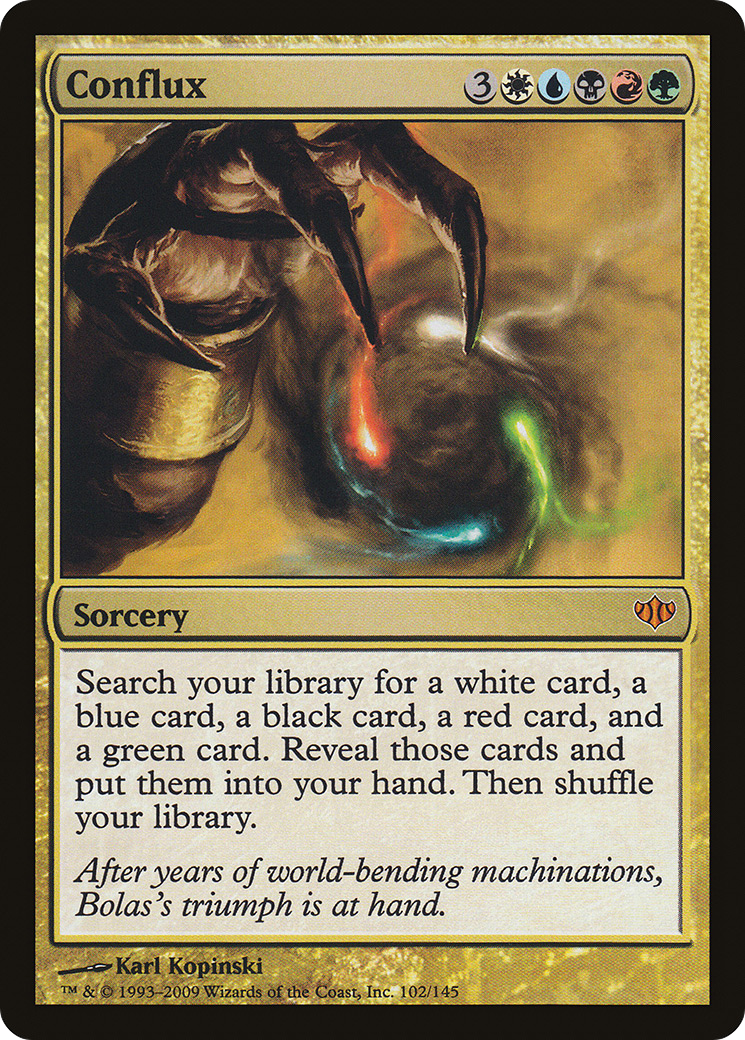 Conflux 3
Sorcery
Search your library for a white card, a
blue card, a black card, a red card, and
a green card. Reveal those cards and
put them into your hand. Then shuffle
your library.
After years of world-bending machinations,
Bolas's triumph is at hand.
Karl Kopinski
™ & © 1993–2009 Wizards of the Coast, Inc. 102/145